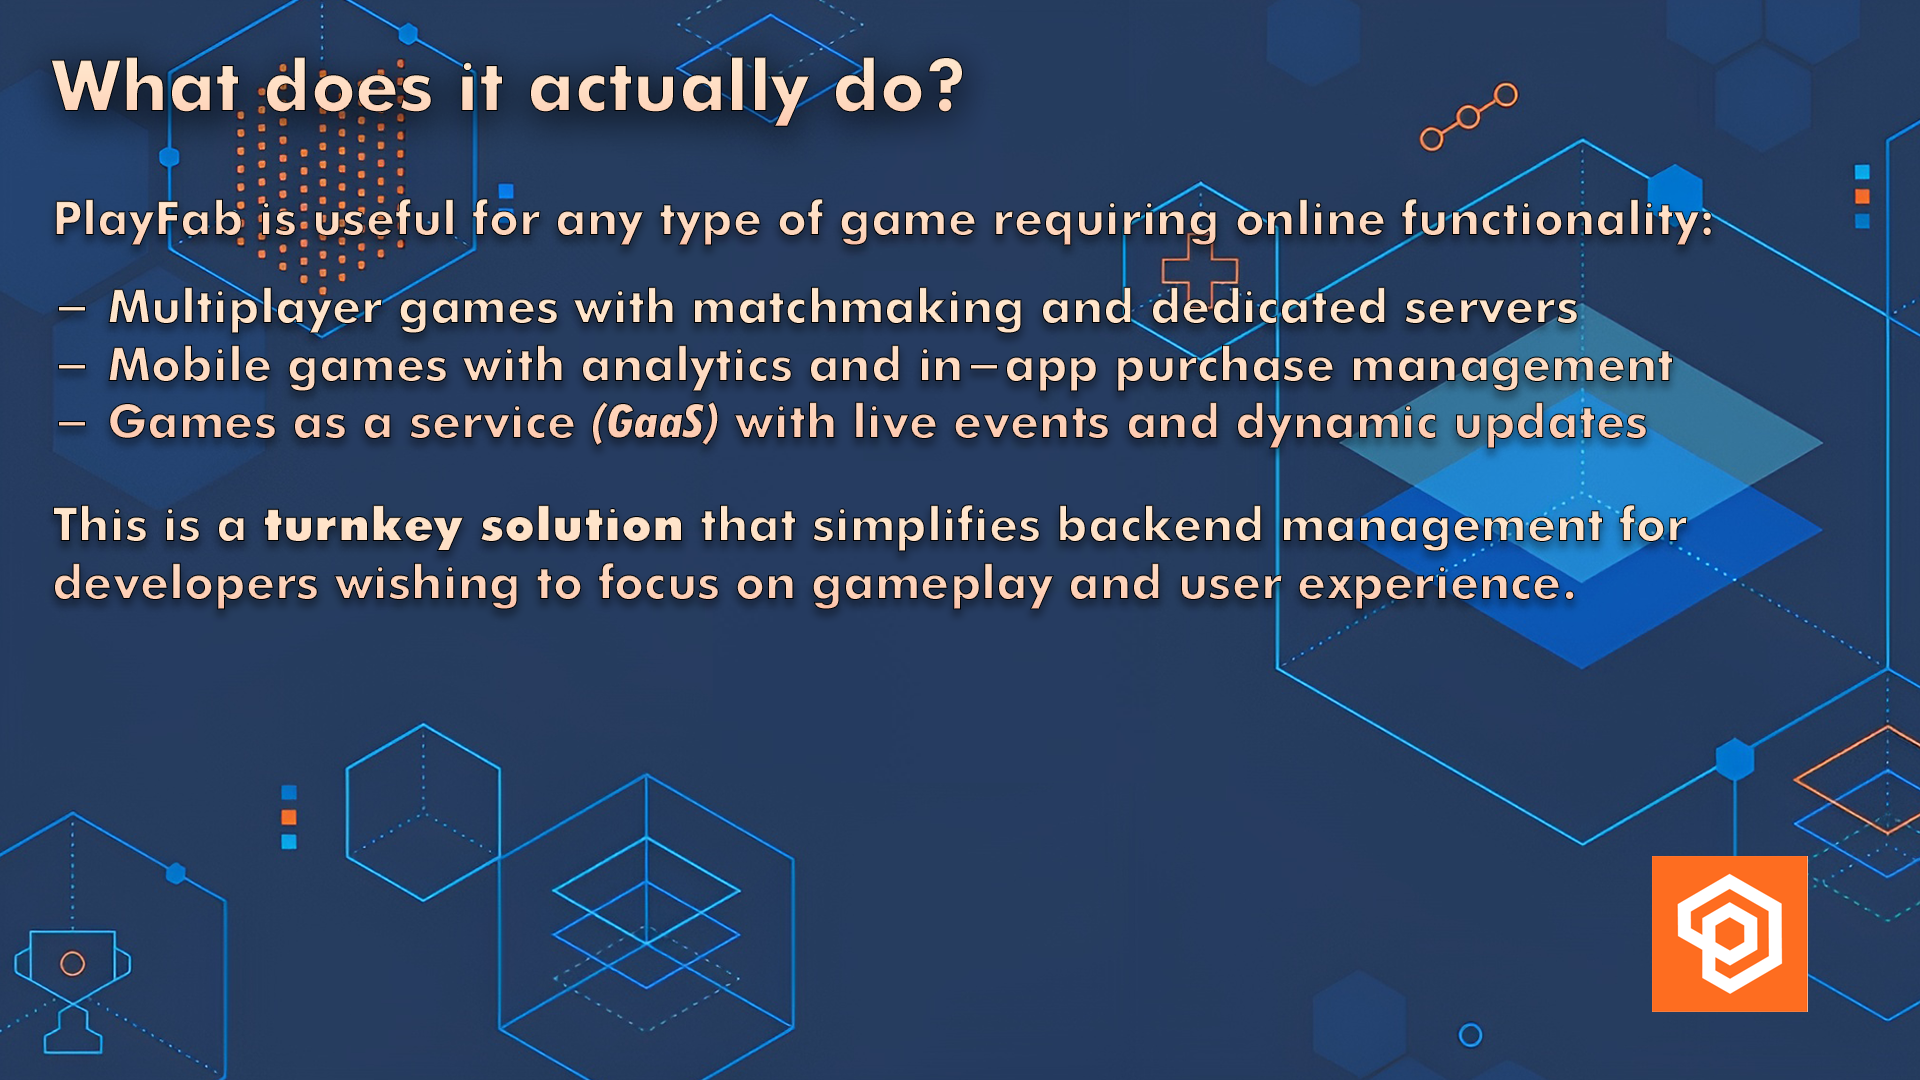 What does it actually do?
PlayFab is useful for any type of game requiring online functionality:
– Multiplayer games with matchmaking and dedicated servers
– Mobile games with analytics and in–app purchase management
– Games as a service (GaaS) with live events and dynamic updates
This is a turnkey solution that simplifies backend management for
developers wishing to focus on gameplay and user experience.